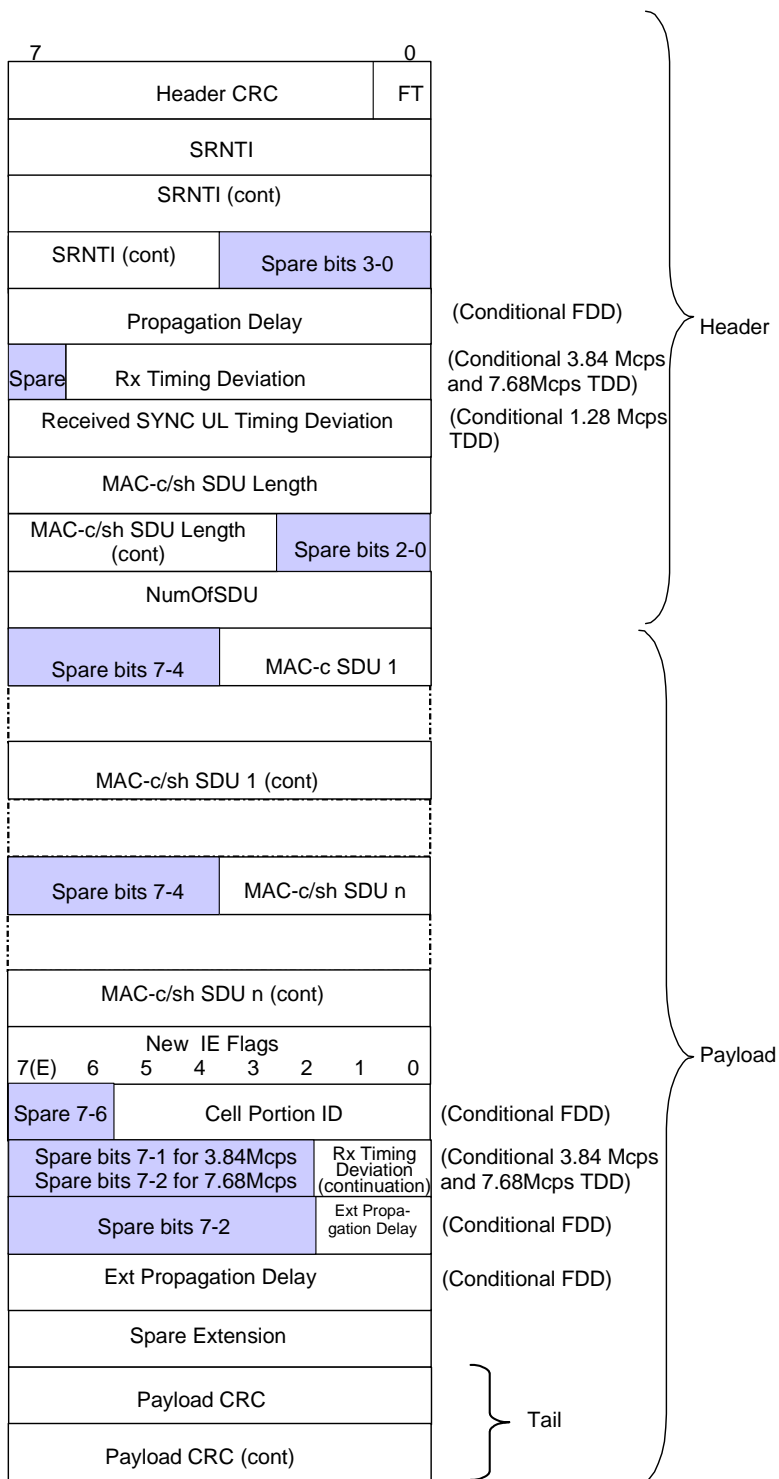 7 0
Header CRC FT
SRNTI
SRNTI (cont)
SRNTI (cont) Spare bits 3-0
Propagation Delay (Conditional FDD)
Header
Spare Rx Timing Deviation (Conditional 3.84 Mcps
and 7.68Mcps TDD)
Received SYNC UL Timing Deviation (Conditional 1.28 Mcps
TDD)
MAC-c/sh SDU Length
MAC-c/sh SDU Length
(cont) Spare bits 2-0
NumOfSDU
Spare bits 7-4 MAC-c SDU 1
MAC-c/sh SDU 1 (cont)
Spare bits 7-4 MAC-c/sh SDU n
MAC-c/sh SDU n (cont)
New IE Flags
7(E) 6 5 4 3 2 1 0
Payload
Spare 7-6 Cell Portion ID (Conditional FDD)
Spare bits 7-1 for 3.84Mcps
Spare bits 7-2 for 7.68Mcps
Rx Timing
Deviation
(continuation)
(Conditional 3.84 Mcps
and 7.68Mcps TDD)
Spare bits 7-2
Ext Propa-
gation Delay
(Conditional FDD)
Ext Propagation Delay (Conditional FDD)
Spare Extension
Payload CRC
Tail
Payload CRC (cont)